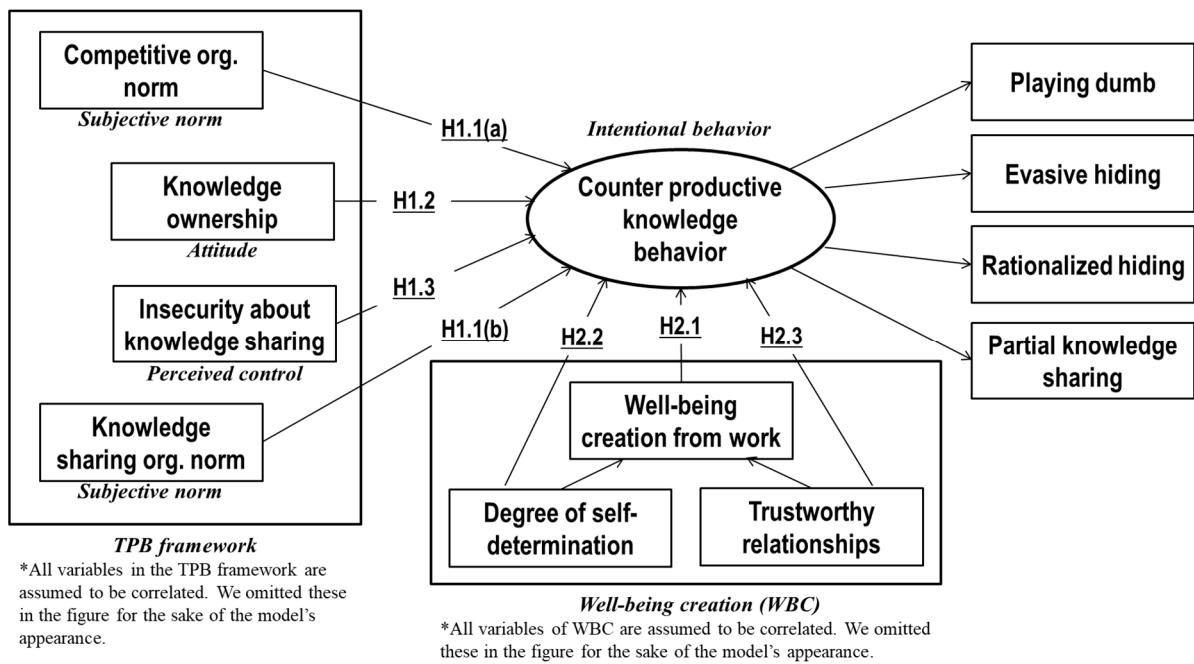 Competitive org.
norm
Subjective norm
Knowledge
ownership
Attitude
Insecurity about
knowledge sharing
Perceived control
Knowledge
sharing org. norm
Subjective norm
TPB framework
*All variables in the TPB framework are
assumed to be correlated. We omitted these
in the figure for the sake of the model's
appearance.
H1.1(a)
H1.2
H1.3
H1.1(b)
Intentional behavior
Counter productive
knowledge
behavior
H2.2
H2.1
H2.3
Well-being
creation from work
Degree of self-
determination
Trustworthy
relationships
Well-being creation (WBC)
*All variables of WBC are assumed to be correlated. We omitted
these in the figure for the sake of the model's appearance.
Playing dumb
Evasive hiding
Rationalized hiding
Partial knowledge
sharing